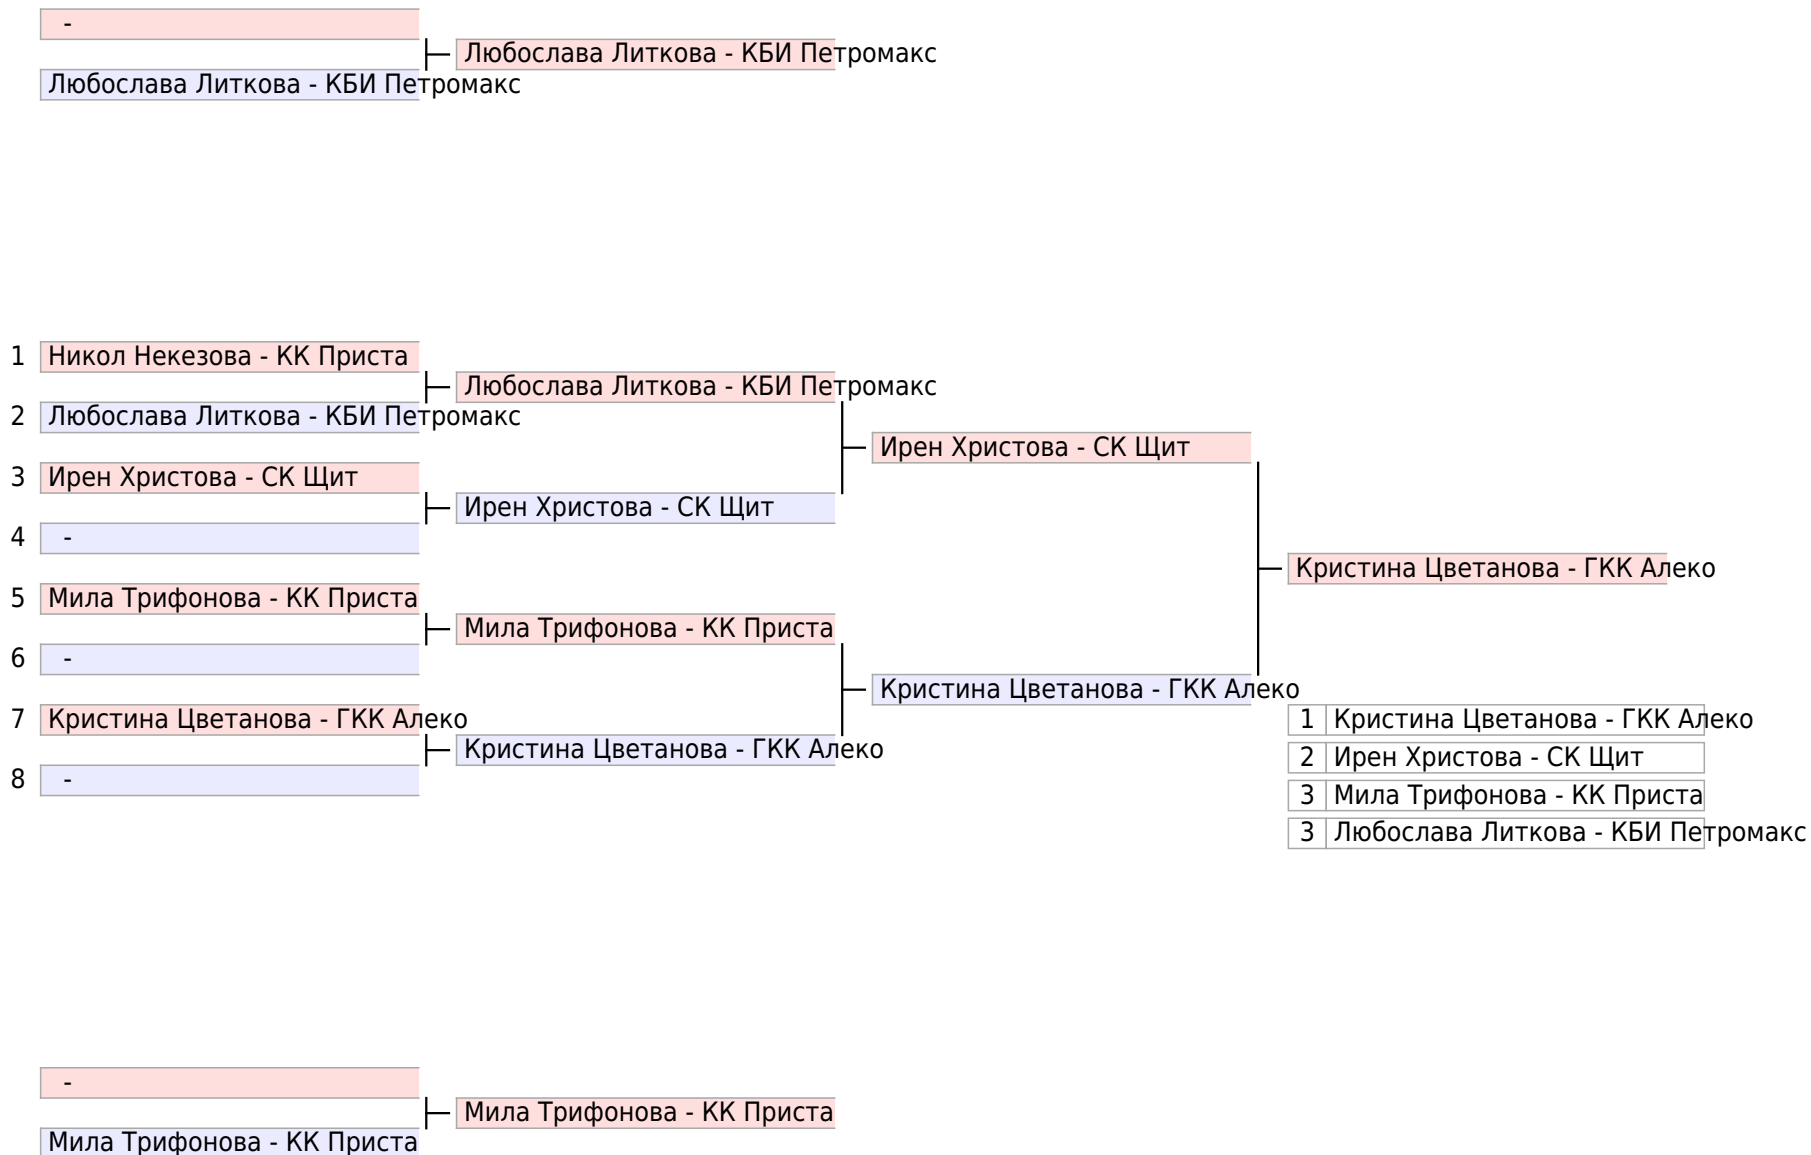 -
Любослава Литкова - КБИ Петромакс
Любослава Литкова - КБИ Петромакс
1 Никол Некезова - КК Приста
Любослава Литкова - КБИ Петромакс
2 Любослава Литкова - КБИ Петромакс
Ирен Христова - СК Щит
3 Ирен Христова - СК Щит
Ирен Христова - СК Щит
4 -
Кристина Цветанова - ГКК Алеко
5 Мила Трифонова - КК Приста
Мила Трифонова - КК Приста
6 -
Кристина Цветанова - ГКК Алеко
7 Кристина Цветанова - ГКК Алеко
1 Кристина Цветанова - ГКК Алеко
Кристина Цветанова - ГКК Алеко
2 Ирен Христова - СК Щит
8 -
3 Мила Трифонова - КК Приста
3 Любослава Литкова - КБИ Петромакс
-
Мила Трифонова - КК Приста
Мила Трифонова - КК Приста